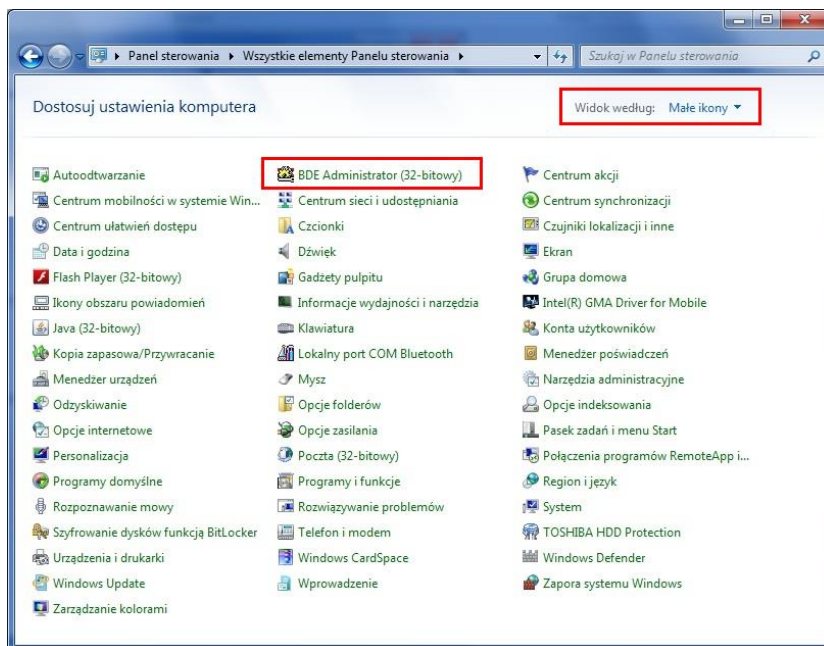 Panel sterowania Wszystkie elementy Panelu sterowania
Szukaj w Panelu sterowania
Dostosuj ustawienia komputera
Widok według: Małe ikony
Autoodtwarzanie
BDE Administrator (32-bitowy)
Centrum akcji
Centrum mobilności w systemie Win...
Centrum sieci i udostępniania
Centrum synchronizacji
Centrum ułatwień dostępu
Czcionki
Czujniki lokalizacji i inne
Data i godzina
Dźwięk
Ekran
Flash Player (32-bitowy)
Gadżety pulpitu
Grupa domowa
Ikony obszaru powiadomień
Informacje wydajności i narzędzia
Intel(R) GMA Driver for Mobile
Java (32-bitowy)
Klawiatura
Konta użytkowników
Kopia zapasowa/Przywracanie
Lokalny port COM Bluetooth
Menedżer poświadczeń
Menedżer urządzeń
Mysz
Narzędzia administracyjne
Odzyskiwanie
Opcje folderów
Opcje indeksowania
Opcje internetowe
Opcje zasilania
Pasek zadań i menu Start
Personalizacja
Poczta (32-bitowy)
Połączenia programów RemoteApp i...
Programy domyślne
Programy i funkcje
Region i język
Rozpoznawanie mowy
Rozwiązywanie problemów
System
Szyfrowanie dysków funkcją BitLocker
Telefon i modem
TOSHIBA HDD Protection
Urządzenia i drukarki
Windows CardSpace
Windows Defender
Windows Update
Wprowadzenie
Zapora systemu Windows
Zarządzanie kolorami